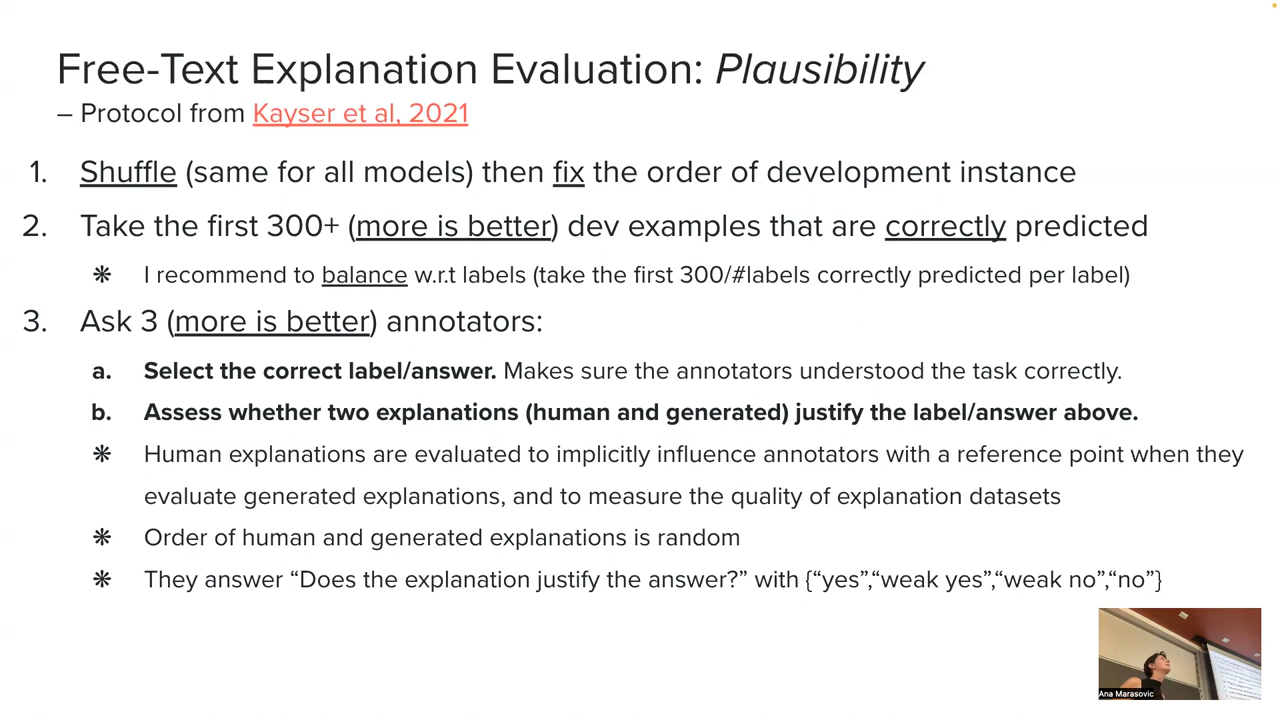 Free-Text Explanation Evaluation: Plausibility
– Protocol from Kayser et al, 2021
1. Shuffle (same for all models) then fix the order of development instance
2. Take the first 300+ (more is better) dev examples that are correctly predicted
❋ I recommend to balance w.r.t labels (take the first 300/#labels correctly predicted per label)
3. Ask 3 (more is better) annotators:
a. Select the correct label/answer. Makes sure the annotators understood the task correctly.
b. Assess whether two explanations (human and generated) justify the label/answer above.
❋ Human explanations are evaluated to implicitly influence annotators with a reference point when they
evaluate generated explanations, and to measure the quality of explanation datasets
❋ Order of human and generated explanations is random
❋ They answer “Does the explanation justify the answer?” with {“yes”,“weak yes”,“weak no”,“no”}
Ana Marasovic